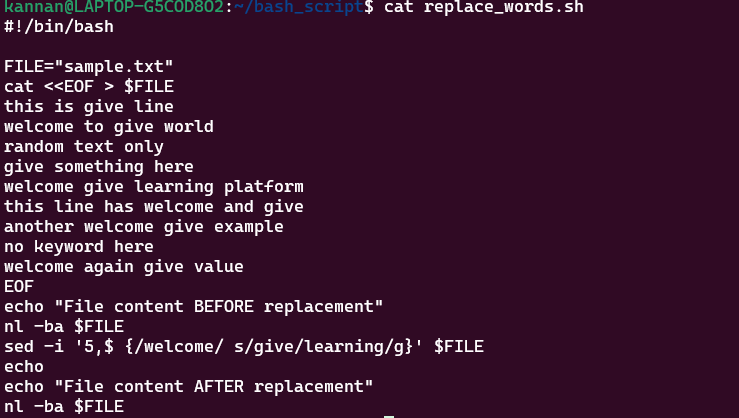 kannan@LAPTOP-G5COD8O2:~/bash_script$ cat replace_words.sh
#!/bin/bash

FILE="sample.txt"
cat <<EOF > $FILE
this is give line
welcome to give world
random text only
give something here
welcome give learning platform
this line has welcome and give
another welcome give example
no keyword here
welcome again give value
EOF
echo "File content BEFORE replacement"
nl -ba $FILE
sed -i '5,$ {/welcome/ s/give/learning/g}' $FILE
echo
echo "File content AFTER replacement"
nl -ba $FILE